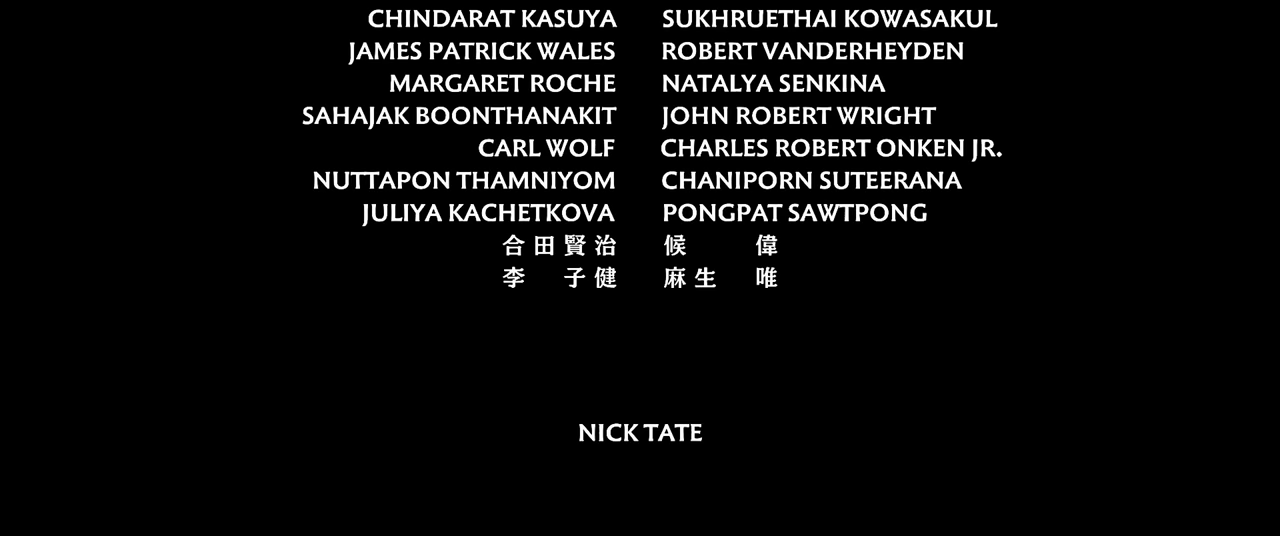 CHINDARAT KASUYA SUKHRUETHAI KOWASAKUL
JAMES PATRICK WALES ROBERT VANDERHEYDEN
MARGARET ROCHE NATALYA SENKINA
SAHAJAK BOONTHANAKIT JOHN ROBERT WRIGHT
CARL WOLF CHARLES ROBERT ONKEN JR.
NUTTAPON THAMNIYOM CHANIPORN SUTEERANA
JULIYA KACHETKOVA PONGPAT SAWTPONG
合田賢治 候 偉
李 子健 麻生 唯
NICK TATE